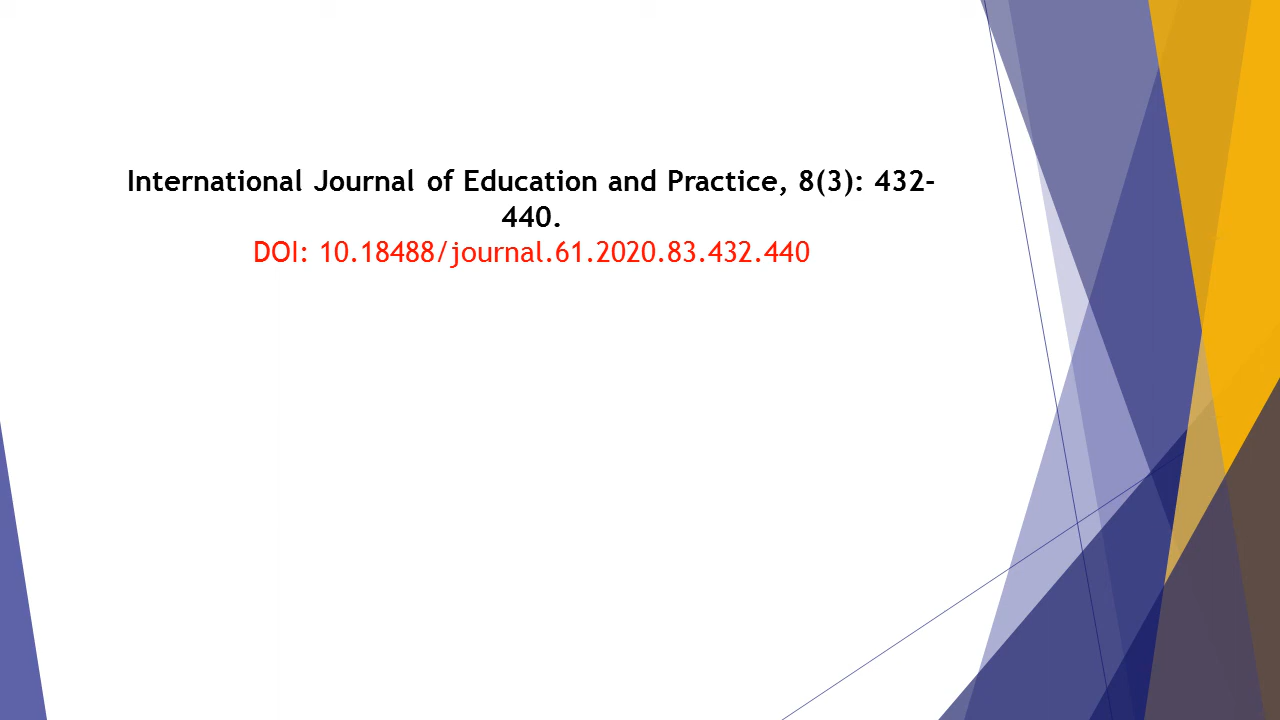 International Journal of Education and Practice, 8(3): 432-
440.
DOI: 10.18488/journal.61.2020.83.432.440